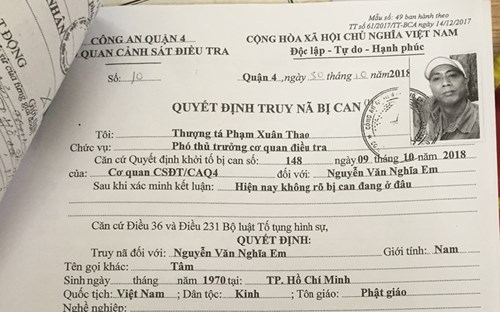 Mẫu số: 49 ban hành theo
TT số 61/2017/TT-BCA ngày 14/12/2017
CÔNG AN QUẬN 4
QUAN CẢNH SÁT ĐIỀU TRA
CỘNG HÒA XÃ HỘI CHỦ NGHĨA VIỆT NAM
Độc lập - Tự do - Hạnh phúc
Số: 10
Quận 4, ngày 30 tháng 10 năm 2018
QUYẾT ĐỊNH TRUY NÃ BỊ CAN
Tôi: Thượng tá Phạm Xuân Thao
Chức vụ: Phó thủ trưởng cơ quan điều tra
Căn cứ Quyết định khởi tố bị can số: 148 ngày 09 tháng 10 năm 2018
của: Cơ quan CSĐT/CAQ4 đối với: Nguyễn Văn Nghĩa Em
Sau khi xác minh kết luận: Hiện nay không rõ bị can đang ở đâu
Căn cứ Điều 36 và Điều 231 Bộ luật Tố tụng hình sự,
QUYẾT ĐỊNH:
Truy nã đối với: Nguyễn Văn Nghĩa Em Giới tính: Nam
Tên gọi khác: Tâm
Sinh ngày tháng năm 1970 tại: TP. Hồ Chí Minh
Quốc tịch: Việt Nam ; Dân tộc: Kinh ; Tôn giáo: Phật giáo
Nghề nghiệp: